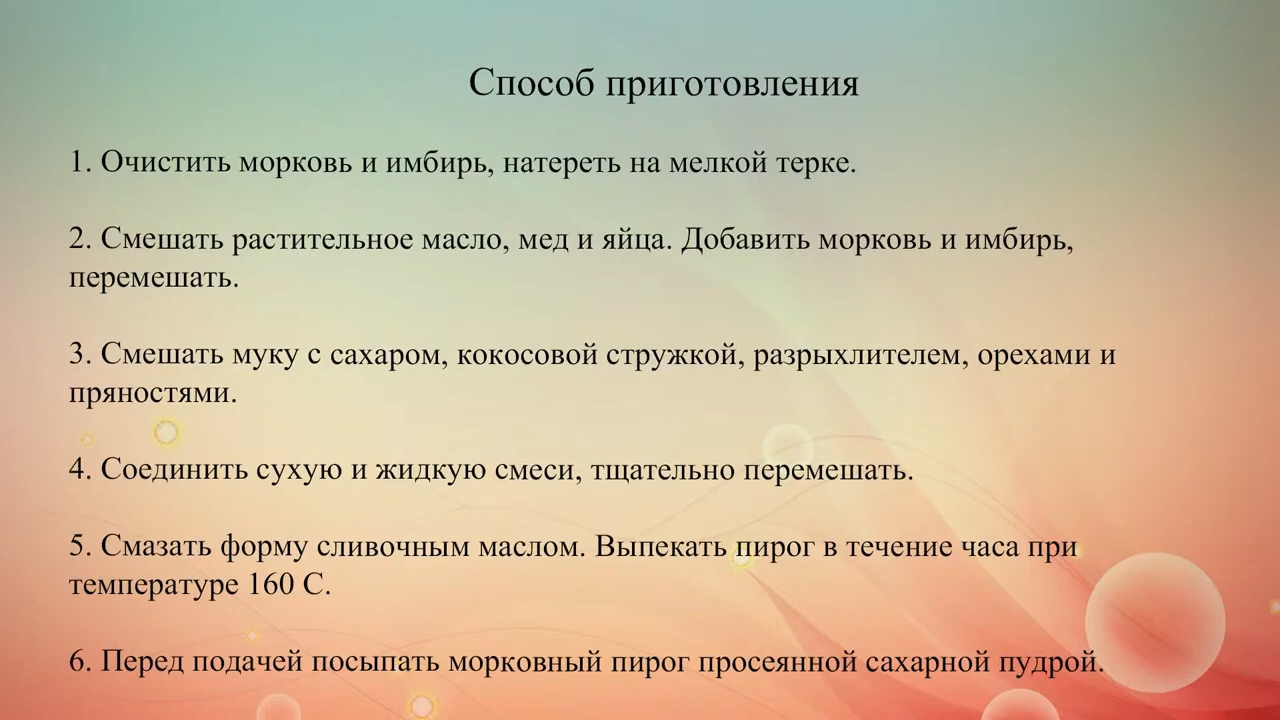 Способ приготовления
1. Очистить морковь и имбирь, натереть на мелкой терке.
2. Смешать растительное масло, мед и яйца. Добавить морковь и имбирь,
перемешать.
3. Смешать муку с сахаром, кокосовой стружкой, разрыхлителем, орехами и
пряностями.
4. Соединить сухую и жидкую смеси, тщательно перемешать.
5. Смазать форму сливочным маслом. Выпекать пирог в течение часа при
температуре 160 С.
6. Перед подачей посыпать морковный пирог просеянной сахарной пудрой.